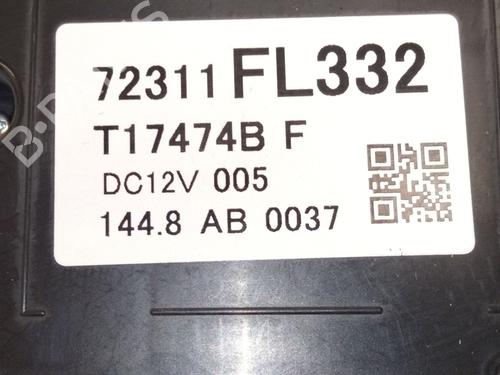 72311 FL332
T17474B F
DC12V 005
144.8 AB 0037